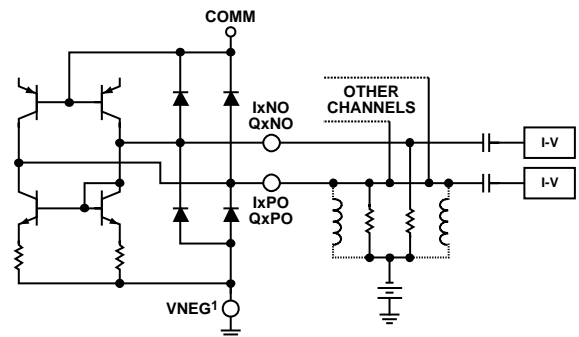 COMM
OTHER
CHANNELS
IxNO
QxNO
I-V
I-V
IxPO
QxPO
VNEG1